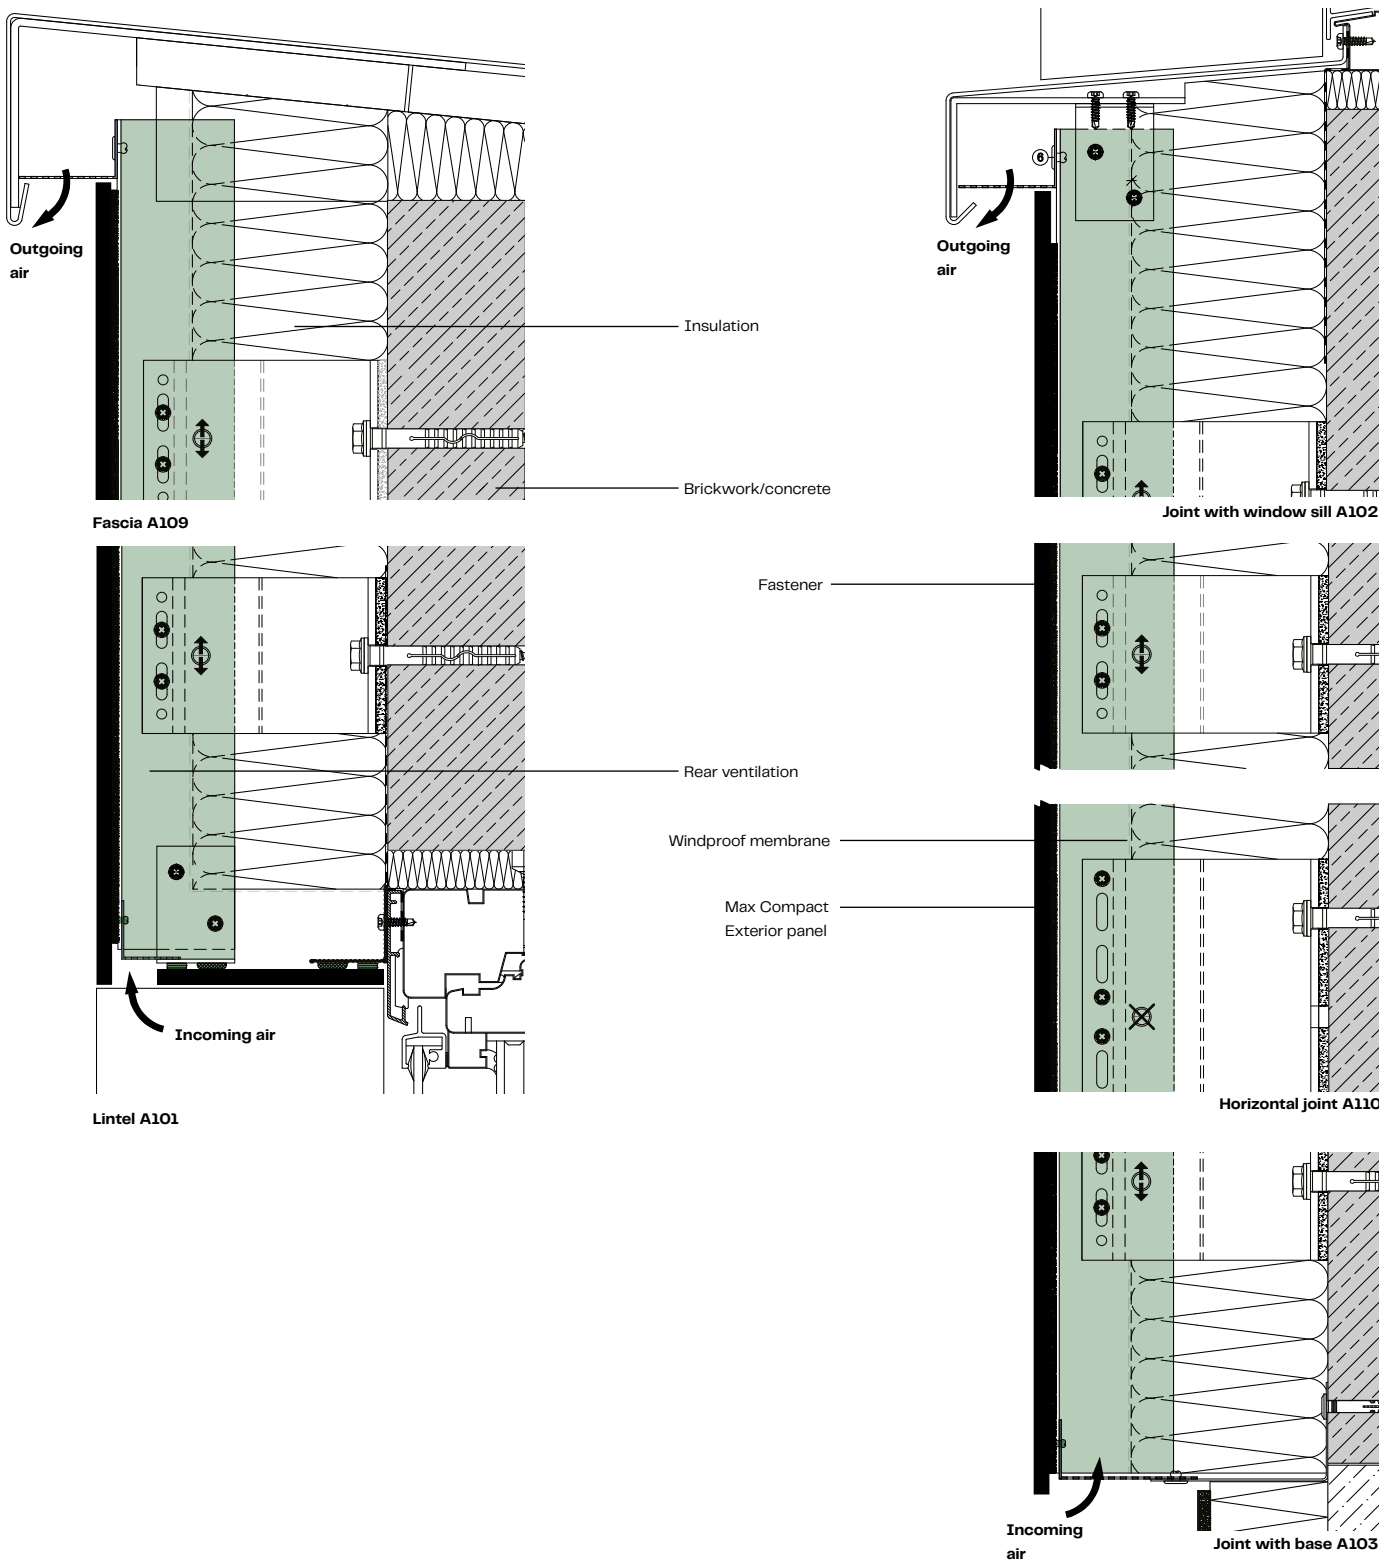 Outgoing
air
Insulation
Brickwork/concrete
Fascia A109
6
Outgoing
air
Joint with window sill A102
Fastener
Rear ventilation
Windproof membrane
Max Compact
Exterior panel
Incoming air
Lintel A101
Horizontal joint A110
Incoming
air
Joint with base A103